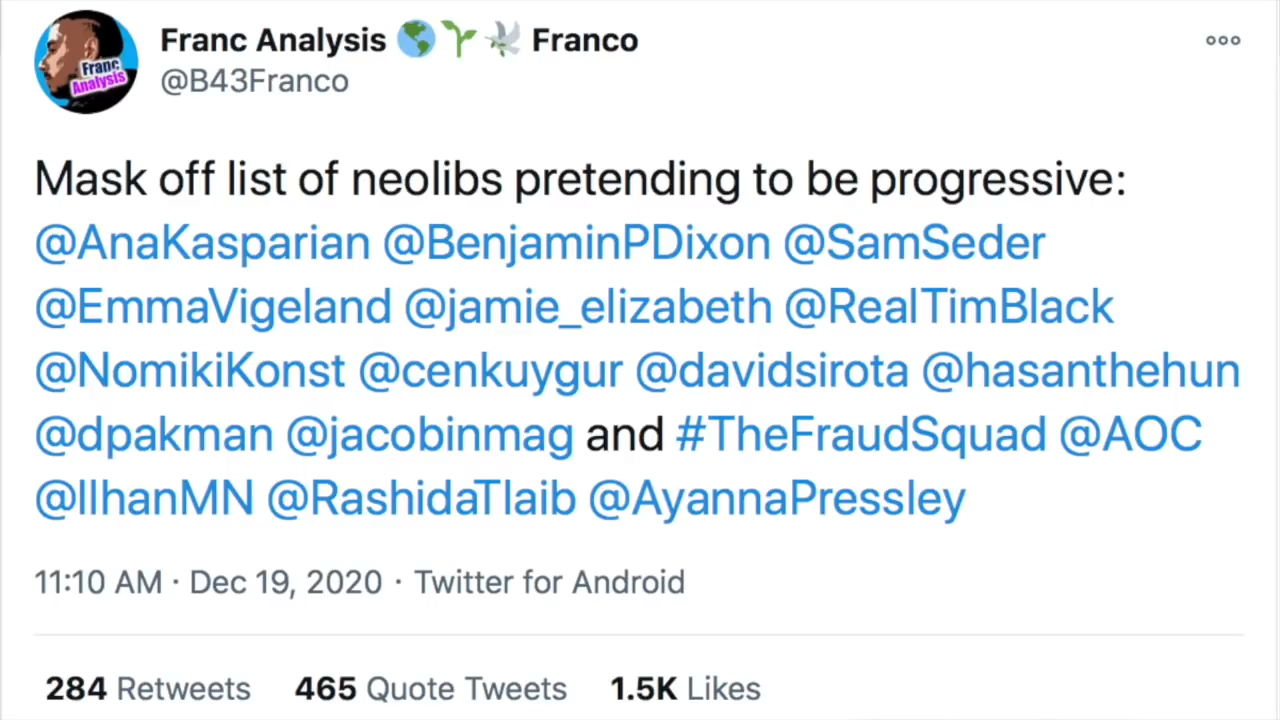 Franc Analysis 🌎🌱🕊️ Franco
@B43Franco
Franc
Analysis
Mask off list of neolibs pretending to be progressive:
@AnaKasparian @BenjaminPDixon @SamSeder
@EmmaVigeland @jamie_elizabeth @RealTimBlack
@NomikiKonst @cenkuygur @davidsirota @hasanthehun
@dpakman @jacobinmag and #TheFraudSquad @AOC
@IlhanMN @RashidaTlaib @AyannaPressley
11:10 AM · Dec 19, 2020 · Twitter for Android
284 Retweets 465 Quote Tweets 1.5K Likes